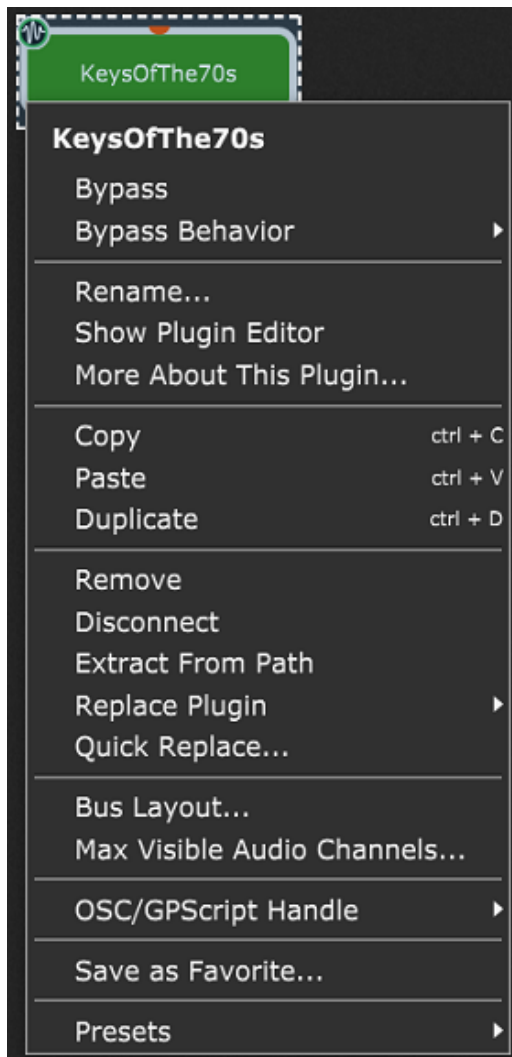 KeysOfThe70s
KeysOfThe70s
Bypass
Bypass Behavior
Rename...
Show Plugin Editor
More About This Plugin...
Copy ctrl + C
Paste ctrl + V
Duplicate ctrl + D
Remove
Disconnect
Extract From Path
Replace Plugin
Quick Replace...
Bus Layout...
Max Visible Audio Channels...
OSC/GPScript Handle
Save as Favorite...
Presets